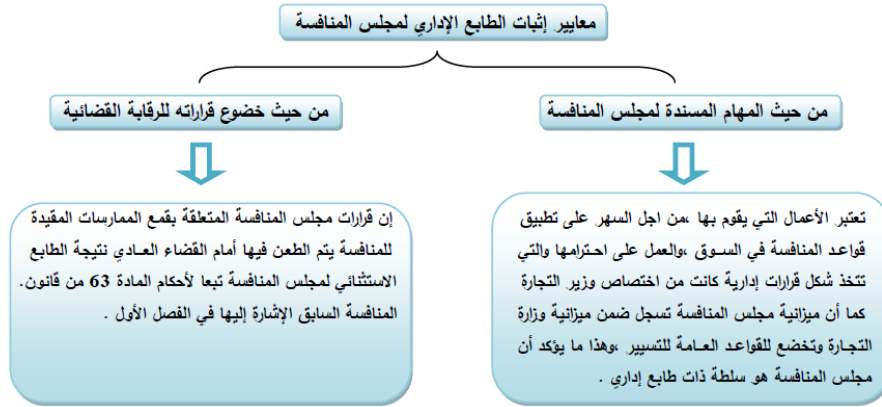 معايير إثبات الطابع الإداري لمجلس المنافسة
من حيث المهام المسندة لمجلس المنافسة
من حيث خضوع قراراته للرقابة القضائية
تعتبر الأعمال التي يقوم بها ،من اجل السهر على تطبيق
قواعد المنافسة في السوق ،والعمل على احترامها والتي
تتخذ شكل قرارات إدارية كانت من اختصاص وزير التجارة
كما أن ميزانية مجلس المنافسة تسجل ضمن ميزانية وزارة
التجارة وتخضع للقواعد العامة للتسيير ،وهذا ما يؤكد أن
مجلس المنافسة هو سلطة ذات طابع إداري .
إن قرارات مجلس المنافسة المتعلقة بقمع الممارسات المقيدة
للمنافسة يتم الطعن فيها أمام القضاء العادي نتيجة الطابع
الاستثنائي لمجلس المنافسة تبعا لأحكام المادة 63 من قانون.
المنافسة السابق الإشارة إليها في الفصل الأول .